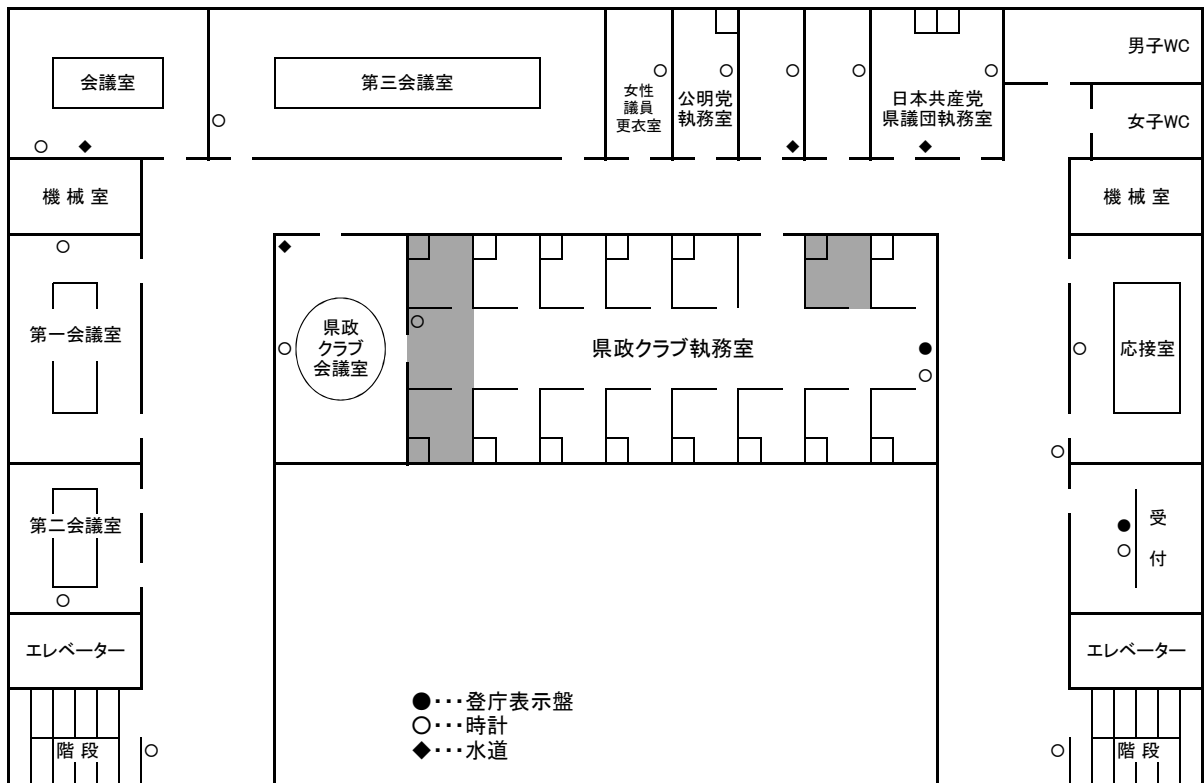 会議室
第三会議室
女性
議員
更衣室
公明党
執務室
日本共産党
県議団執務室
男子WC
女子WC
機 械 室
機 械 室
第一会議室
県政
クラブ
会議室
県政クラブ執務室
応接室
第二会議室
受
付
エレベーター
エレベーター
●・・・登庁表示盤
○・・・時計
◆・・・水道
階 段
階 段